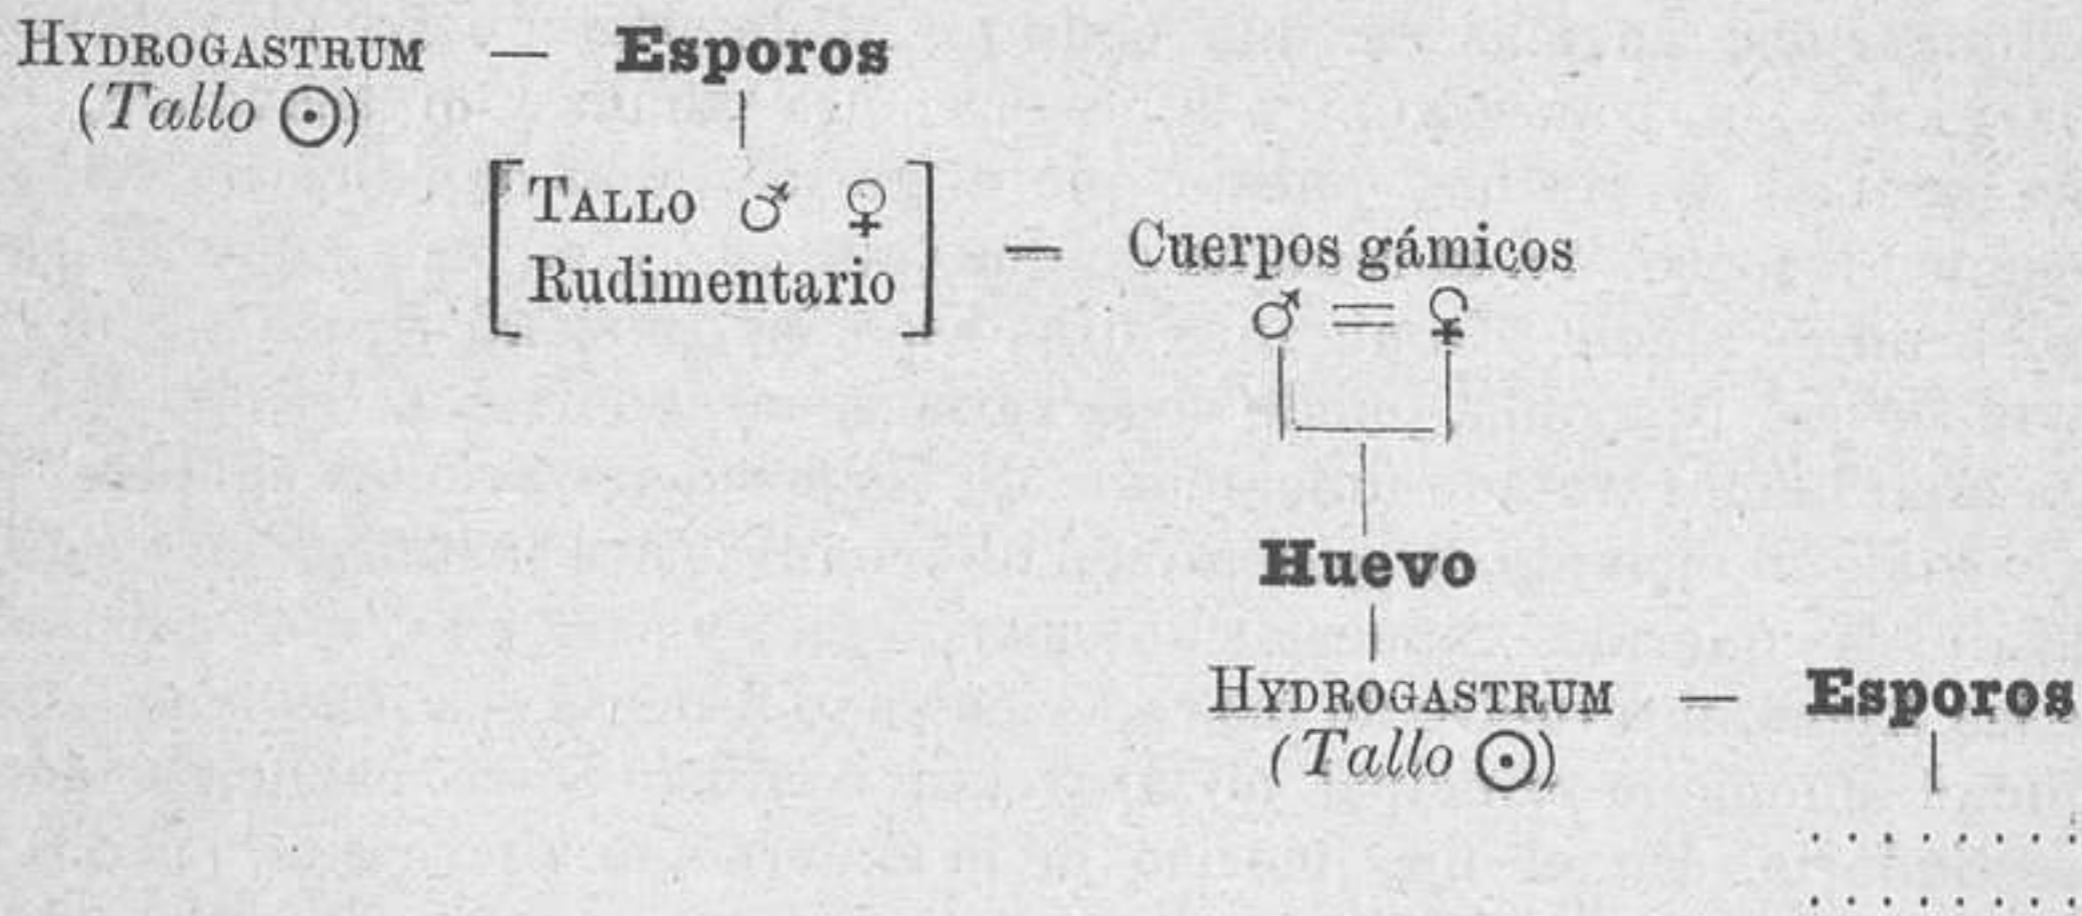 HYDROGASTRUM — Esporos
(Tallo ⊙)
[TALLO ♂ ♀
Rudimentario]
— Cuerpos gámicos
♂ = ♀
Huevo
HYDROGASTRUM — Esporos
(Tallo ⊙)
. . . . . . . .
. . . . . . . .